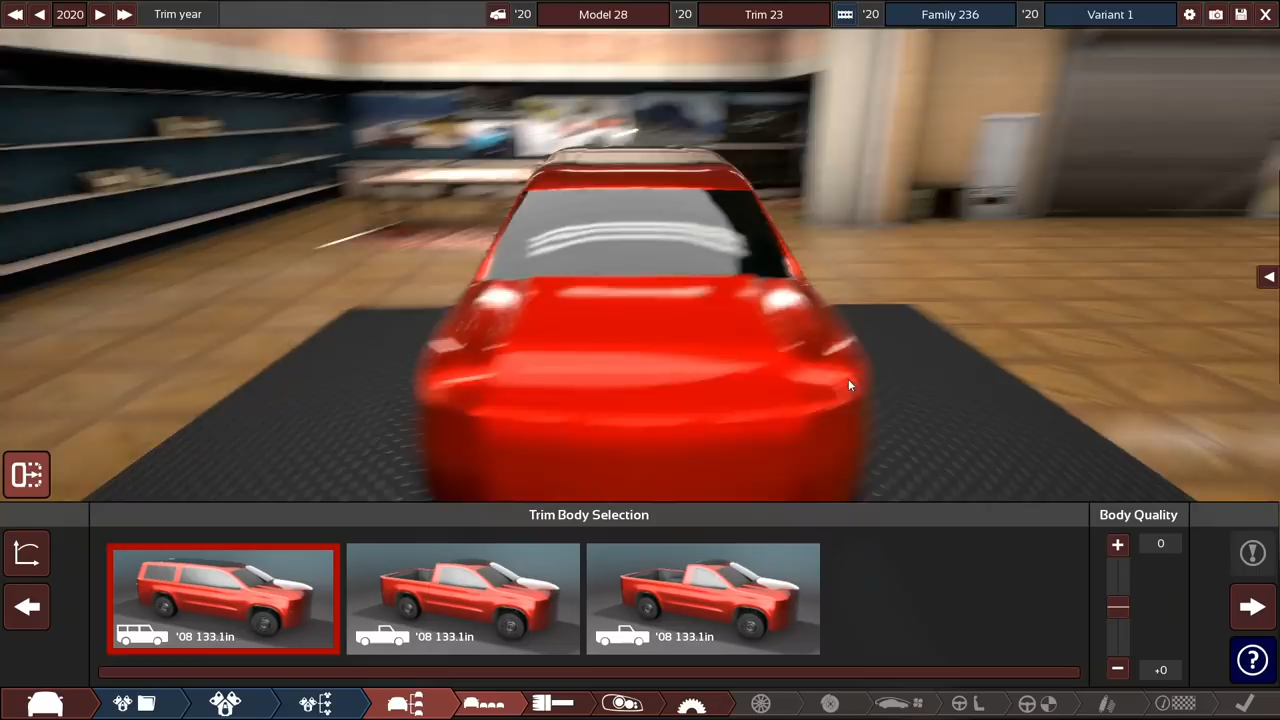 2020 Trim year '20 Model 28 '20 Trim 23 '20 Family 236 '20 Variant 1
Trim Body Selection
Body Quality
0
'08 133.1in
'08 133.1in
'08 133.1in
+0